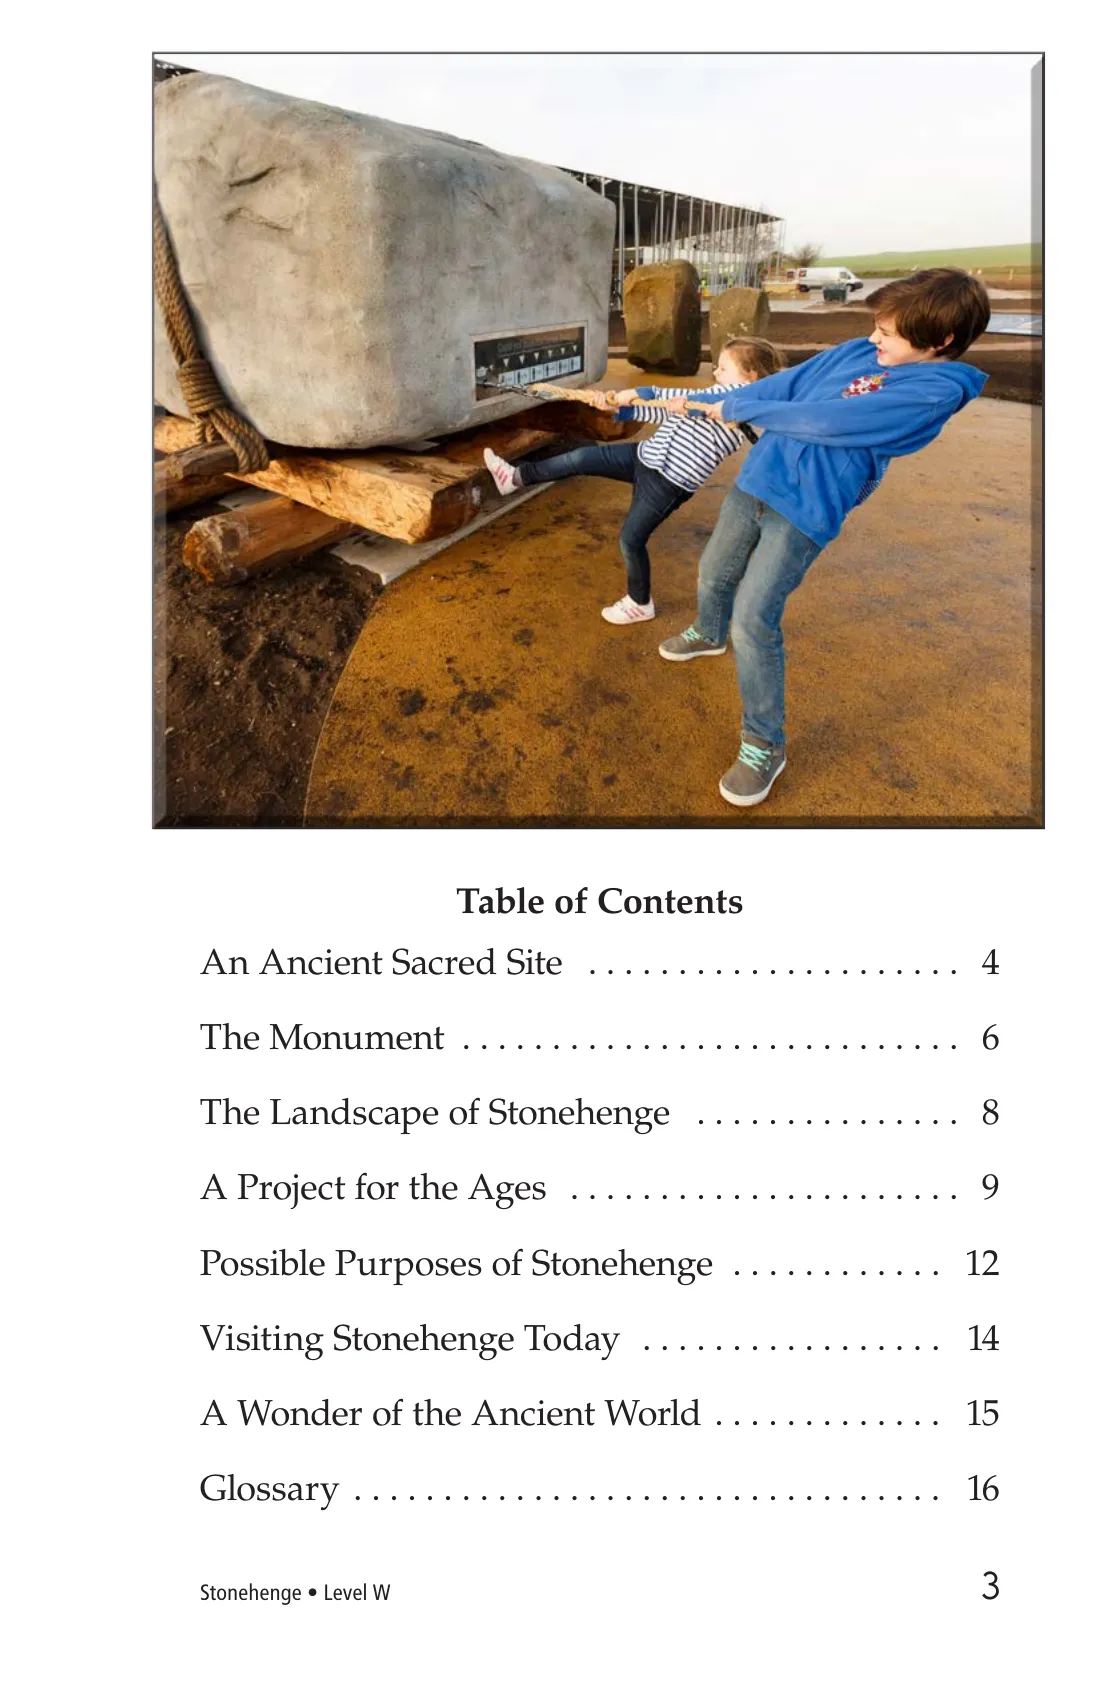 Table of Contents
An Ancient Sacred Site . . . . . . . . . . . . . . . . . . . . . 4
The Monument . . . . . . . . . . . . . . . . . . . . . . . . . . . . 6
The Landscape of Stonehenge . . . . . . . . . . . . . . . 8
A Project for the Ages . . . . . . . . . . . . . . . . . . . . . . 9
Possible Purposes of Stonehenge . . . . . . . . . . . . 12
Visiting Stonehenge Today . . . . . . . . . . . . . . . . . 14
A Wonder of the Ancient World . . . . . . . . . . . . . 15
Glossary . . . . . . . . . . . . . . . . . . . . . . . . . . . . . . . . . 16
Stonehenge • Level W 3